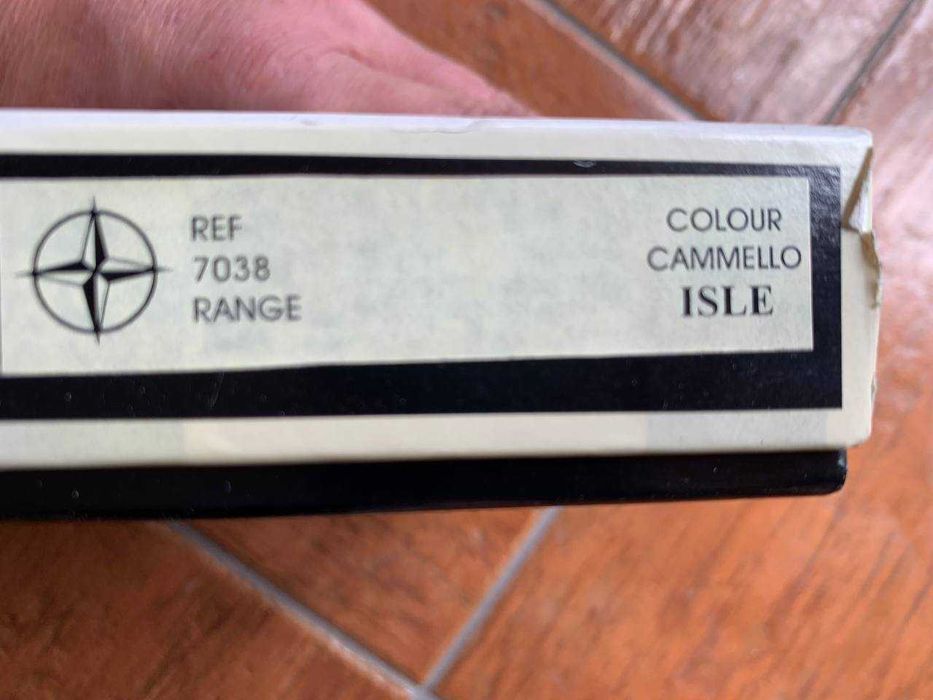 REF
7038
RANGE
COLOUR
CAMMELLO
ISLE